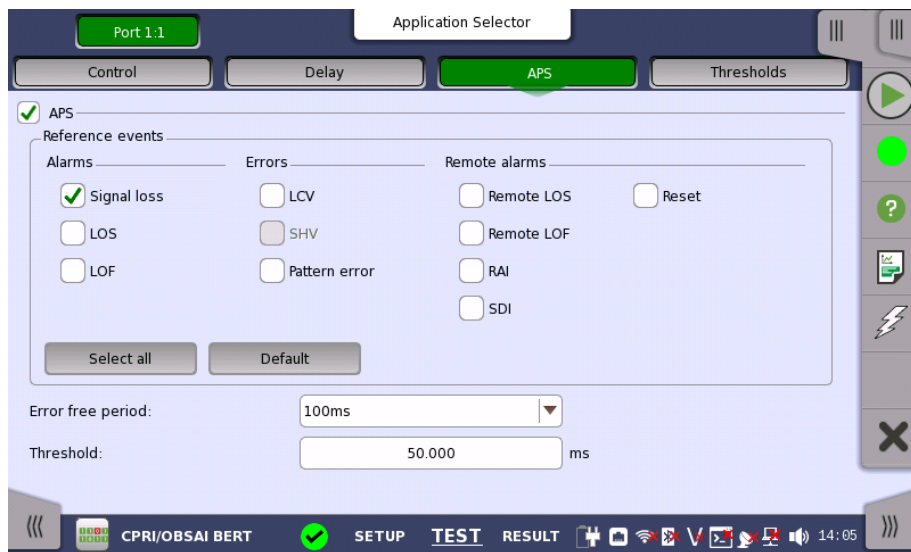 Application Selector
Port 1:1
Control Delay APS Thresholds
APS
Reference events
Alarms Errors Remote alarms
Signal loss LCV Remote LOS Reset
LOS SHV Remote LOF
LOF Pattern error RAI
SDI
Select all Default
Error free period: 100ms
Threshold: 50.000 ms
CPRI/OBSAI BERT SETUP TEST RESULT 14:05